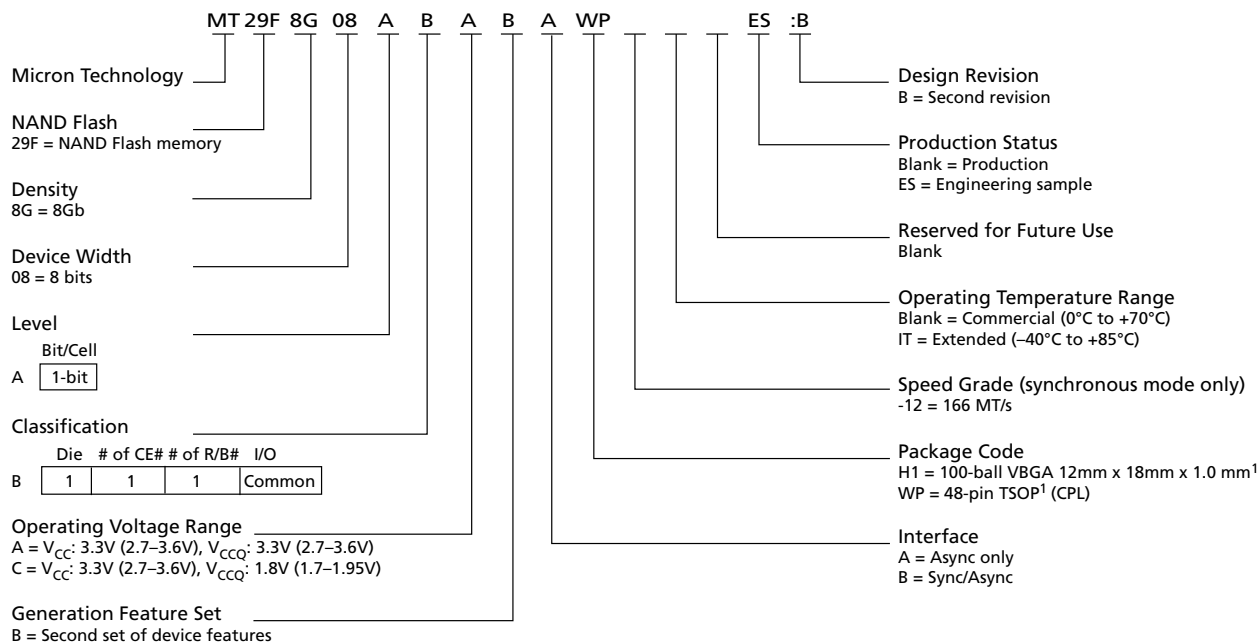 MT 29F 8G 08 A B A B A WP ES :B
Micron Technology
NAND Flash
29F = NAND Flash memory
Density
8G = 8Gb
Device Width
08 = 8 bits
Level
Bit/Cell
A 1-bit
Classification
Die # of CE# # of R/B# I/O
B 1 1 1 Common
Operating Voltage Range
A = VCC: 3.3V (2.7–3.6V), VCCQ: 3.3V (2.7–3.6V)
C = VCC: 3.3V (2.7–3.6V), VCCQ: 1.8V (1.7–1.95V)
Generation Feature Set
B = Second set of device features
Design Revision
B = Second revision
Production Status
Blank = Production
ES = Engineering sample
Reserved for Future Use
Blank
Operating Temperature Range
Blank = Commercial (0°C to +70°C)
IT = Extended (–40°C to +85°C)
Speed Grade (synchronous mode only)
-12 = 166 MT/s
Package Code
H1 = 100-ball VBGA 12mm x 18mm x 1.0 mm¹
WP = 48-pin TSOP¹ (CPL)
Interface
A = Async only
B = Sync/Async